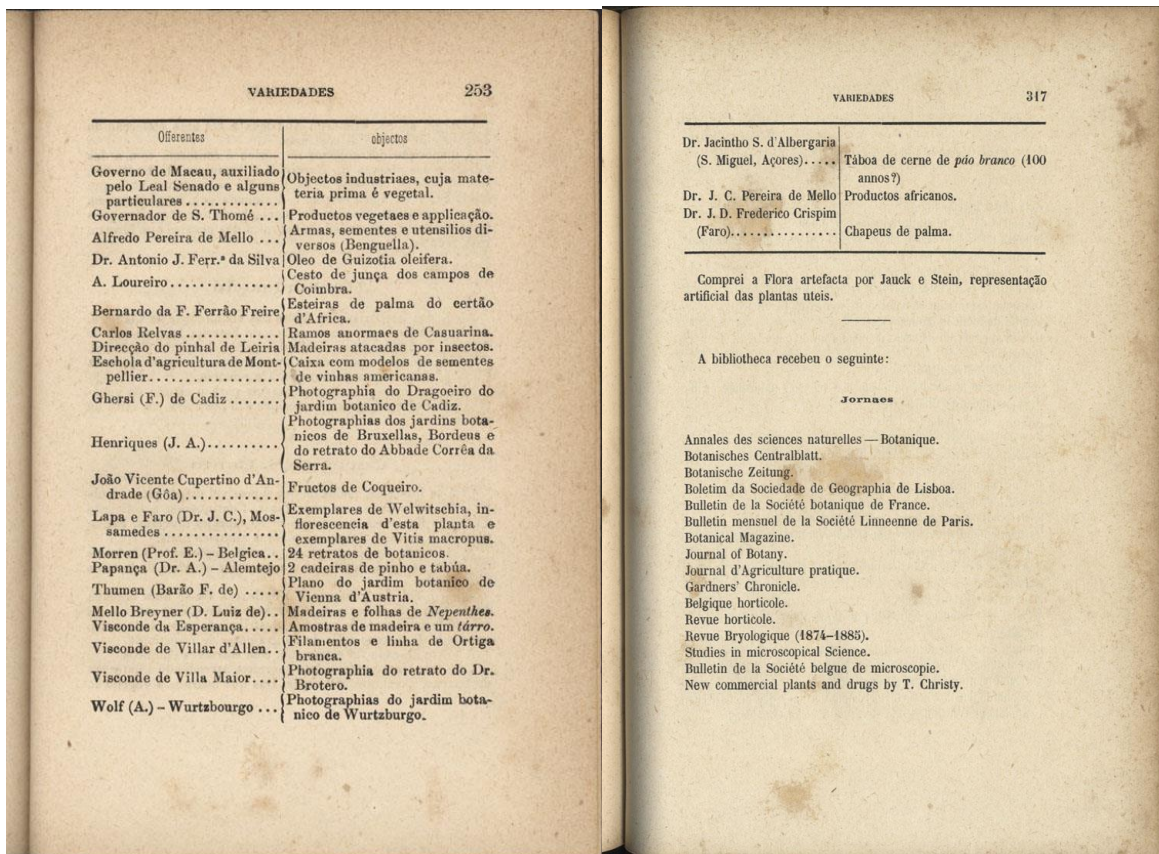 VARIEDADES 253
Offerentes objectos
Governo de Macau, auxiliado
pelo Leal Senado e alguns
particulares .............
Objectos industriaes, cuja mate-
teria prima é vegetal.
Governador de S. Thomé ... Productos vegetaes e applicação.
Alfredo Pereira de Mello ...
Armas, sementes e utensilios di-
versos (Benguella).
Dr. Antonio J. Ferr.ª da Silva Oleo de Guizotia oleifera.
A. Loureiro ..............
Cesto de junça dos campos de
Coimbra.
Bernardo da F. Ferrão Freire
Esteiras de palma do certão
d'Africa.
Carlos Relvas ............. Ramos anormaes de Casuarina.
Direcção do pinhal de Leiria Madeiras atacadas por insectos.
Eschola d'agricultura de Mont-
pellier..................
Caixa com modelos de sementes
de vinhas americanas.
Ghersi (F.) de Cadiz .......
Photographia do Dragoeiro do
jardim botanico de Cadiz.
Henriques (J. A.)..........
Photographias dos jardins bota-
nicos de Bruxellas, Bordeus e
do retrato do Abbade Corrêa da
Serra.
João Vicente Cupertino d'An-
drade (Gôa) .............
Fructos de Coqueiro.
Lapa e Faro (Dr. J. C.), Mos-
samedes ................
Exemplares de Welwitschia, in-
florescencia d'esta planta e
exemplares de Vitis macropus.
Morren (Prof. E.) – Belgica.. 24 retratos de botanicos.
Papança (Dr. A.) – Alemtejo 2 cadeiras de pinho e tabúa.
Thumen (Barão F. de) .....
Plano do jardim botanico de
Vienna d'Austria.
Mello Breyner (D. Luiz de).. Madeiras e folhas de Nepenthes.
Visconde da Esperança..... Amostras de madeira e um tárro.
Visconde de Villar d'Allen..
Filamentos e linha de Ortiga
branca.
Visconde de Villa Maior....
Photographia do retrato do Dr.
Brotero.
Wolf (A.) – Wurtzbourgo ...
Photographias do jardim bota-
nico de Wurtzburgo.
VARIEDADES 317
Dr. Jacintho S. d'Albergaria
(S. Miguel, Açores)..... Táboa de cerne de páo branco (100
annos?)
Dr. J. C. Pereira de Mello Productos africanos.
Dr. J. D. Frederico Crispim
(Faro)................ Chapeus de palma.
Comprei a Flora artefacta por Jauck e Stein, representação
artificial das plantas uteis.
A bibliotheca recebeu o seguinte:
Jornaes
Annales des sciences naturelles — Botanique.
Botanisches Centralblatt.
Botanische Zeitung.
Boletim da Sociedade de Geographia de Lisboa.
Bulletin de la Société botanique de France.
Bulletin mensuel de la Société Linneenne de Paris.
Botanical Magazine.
Journal of Botany.
Journal d'Agriculture pratique.
Gardners' Chronicle.
Belgique horticole.
Revue horticole.
Revue Bryologique (1874–1885).
Studies in microscopical Science.
Bulletin de la Société belgue de microscopie.
New commercial plants and drugs by T. Christy.